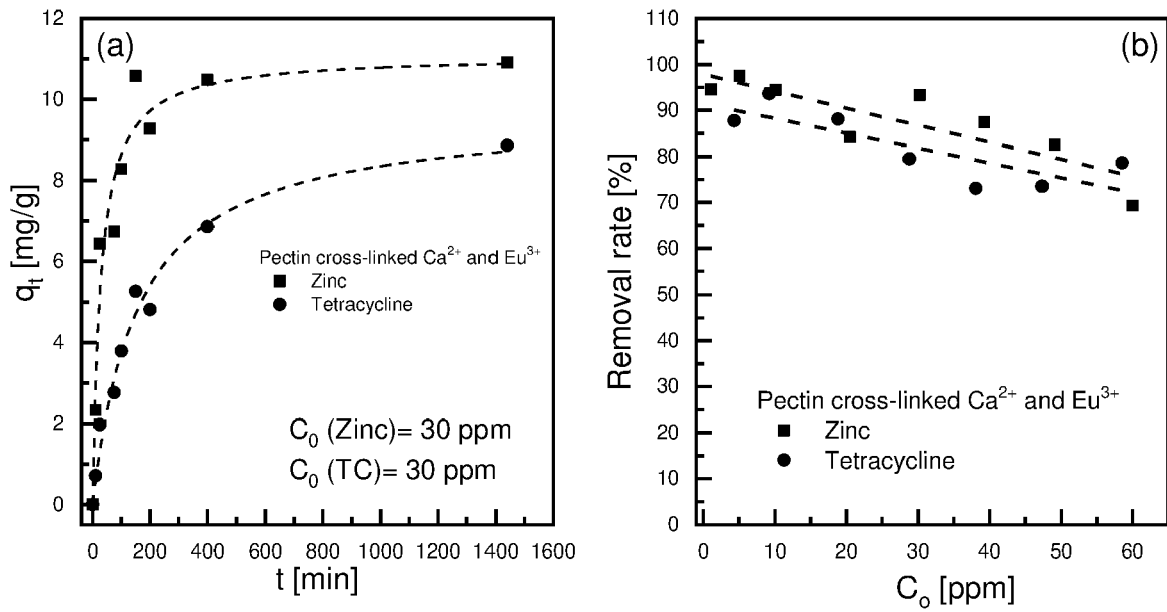 (a)
12
10
8
6
4
2
0
q_t [mg/g]
Pectin cross-linked Ca²⁺ and Eu³⁺
Zinc
Tetracycline
C₀ (Zinc)= 30 ppm
C₀ (TC)= 30 ppm
0 200 400 600 800 1000 1200 1400 1600
t [min]
(b)
110
100
90
80
70
60
50
40
30
20
10
0
Removal rate [%]
Pectin cross-linked Ca²⁺ and Eu³⁺
Zinc
Tetracycline
0 10 20 30 40 50 60
Cₒ [ppm]